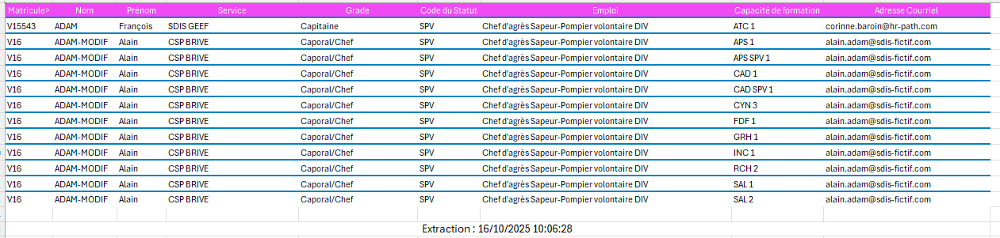 Matricule> Nom Prénom Service Grade Code du Statut Emploi Capacité de formation Adresse Courriel
V15543 ADAM François SDIS GEEF Capitaine SPV Chef d'agrès Sapeur-Pompier volontaire DIV ATC 1 corinne.baroin@hr-path.com
V16 ADAM-MODIF Alain CSP BRIVE Caporal/Chef SPV Chef d'agrès Sapeur-Pompier volontaire DIV APS 1 alain.adam@sdis-fictif.com
V16 ADAM-MODIF Alain CSP BRIVE Caporal/Chef SPV Chef d'agrès Sapeur-Pompier volontaire DIV APS SPV 1 alain.adam@sdis-fictif.com
V16 ADAM-MODIF Alain CSP BRIVE Caporal/Chef SPV Chef d'agrès Sapeur-Pompier volontaire DIV CAD 1 alain.adam@sdis-fictif.com
V16 ADAM-MODIF Alain CSP BRIVE Caporal/Chef SPV Chef d'agrès Sapeur-Pompier volontaire DIV CAD SPV 1 alain.adam@sdis-fictif.com
V16 ADAM-MODIF Alain CSP BRIVE Caporal/Chef SPV Chef d'agrès Sapeur-Pompier volontaire DIV CYN 3 alain.adam@sdis-fictif.com
V16 ADAM-MODIF Alain CSP BRIVE Caporal/Chef SPV Chef d'agrès Sapeur-Pompier volontaire DIV FDF 1 alain.adam@sdis-fictif.com
V16 ADAM-MODIF Alain CSP BRIVE Caporal/Chef SPV Chef d'agrès Sapeur-Pompier volontaire DIV GRH 1 alain.adam@sdis-fictif.com
V16 ADAM-MODIF Alain CSP BRIVE Caporal/Chef SPV Chef d'agrès Sapeur-Pompier volontaire DIV INC 1 alain.adam@sdis-fictif.com
V16 ADAM-MODIF Alain CSP BRIVE Caporal/Chef SPV Chef d'agrès Sapeur-Pompier volontaire DIV RCH 2 alain.adam@sdis-fictif.com
V16 ADAM-MODIF Alain CSP BRIVE Caporal/Chef SPV Chef d'agrès Sapeur-Pompier volontaire DIV SAL 1 alain.adam@sdis-fictif.com
V16 ADAM-MODIF Alain CSP BRIVE Caporal/Chef SPV Chef d'agrès Sapeur-Pompier volontaire DIV SAL 2 alain.adam@sdis-fictif.com
Extraction : 16/10/2025 10:06:28